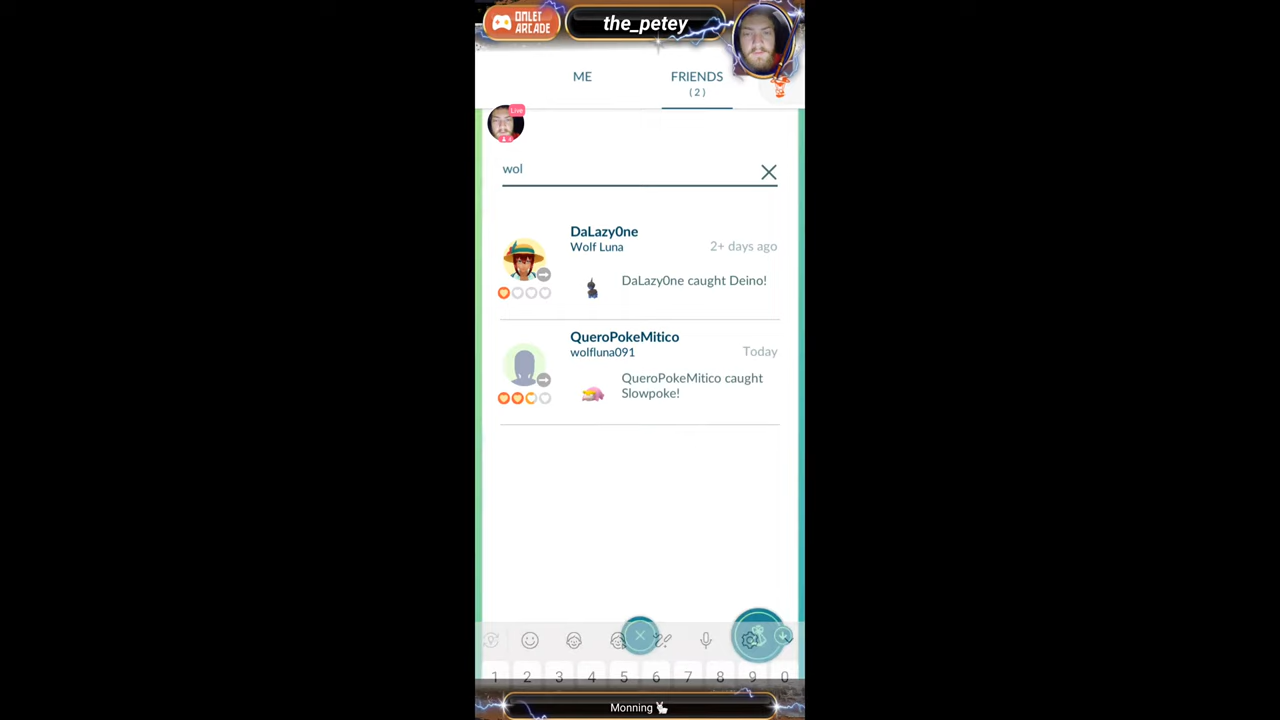 OMLET
ARCADE
the_petey
ME
FRIENDS
(2)
Live
wol
DaLazy0ne
Wolf Luna
2+ days ago
DaLazy0ne caught Deino!
QueroPokeMitico
wolfluna091
Today
QueroPokeMitico caught
Slowpoke!
1 2 3 4 5 6 7 8 9 0
Monning